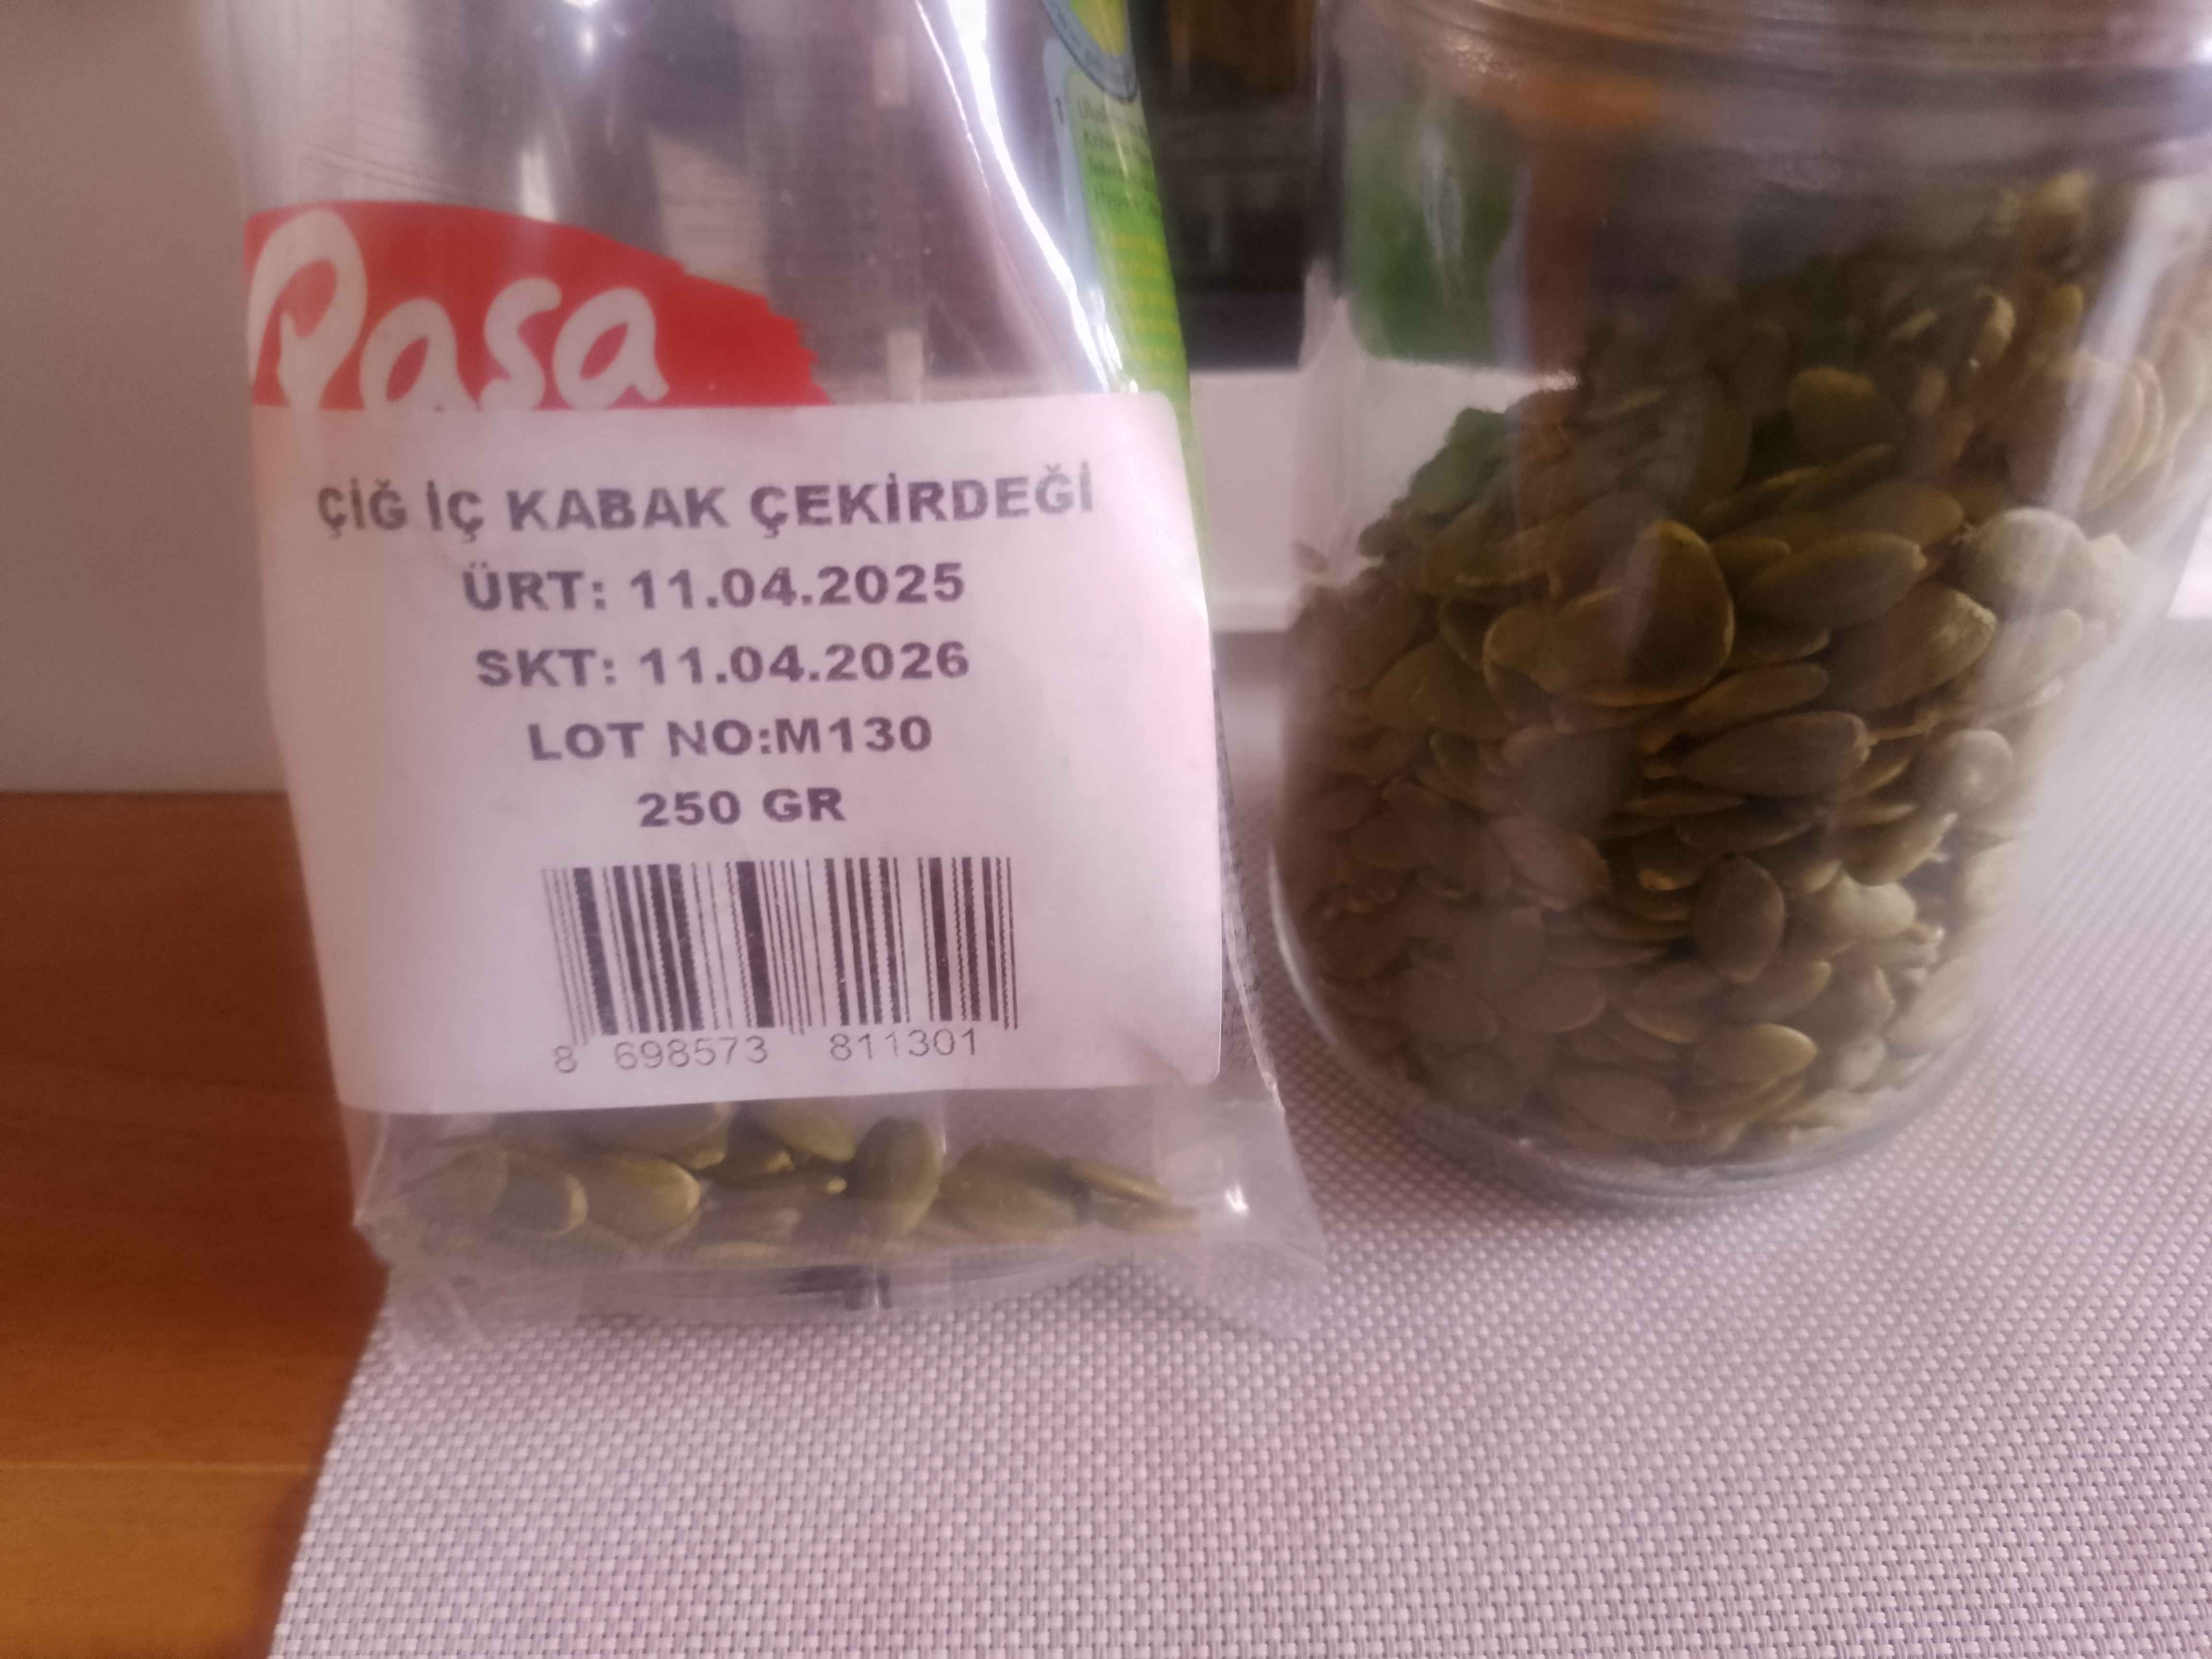 Paşa
ÇİĞ İÇ KABAK ÇEKİRDEĞİ
ÜRT: 11.04.2025
SKT: 11.04.2026
LOT NO:M130
250 GR
8 698573 811301